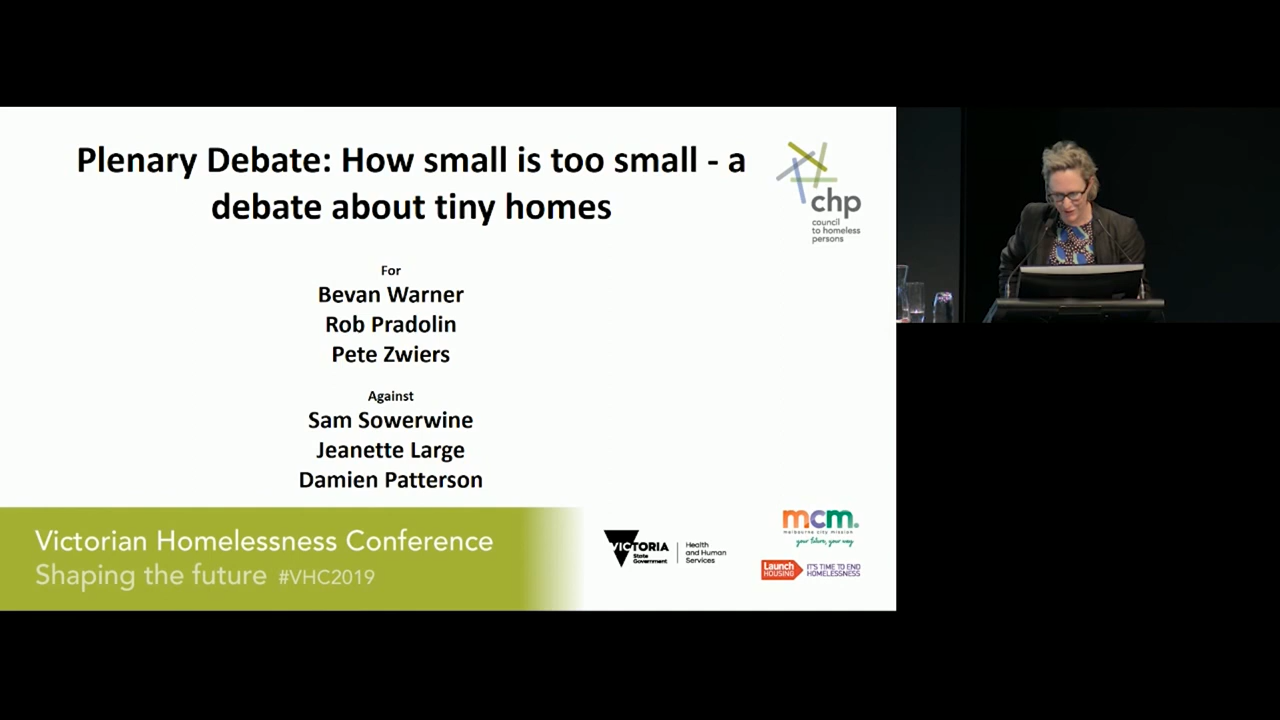 Plenary Debate: How small is too small - a
debate about tiny homes
chp
council
to homeless
persons
For
Bevan Warner
Rob Pradolin
Pete Zwiers
Against
Sam Sowerwine
Jeanette Large
Damien Patterson
Victorian Homelessness Conference
Shaping the future #VHC2019
VICTORIA
State
Government
Health
and Human
Services
mcm.
melbourne city mission
your future, your way
Launch
HOUSING
IT'S TIME TO END
HOMELESSNESS